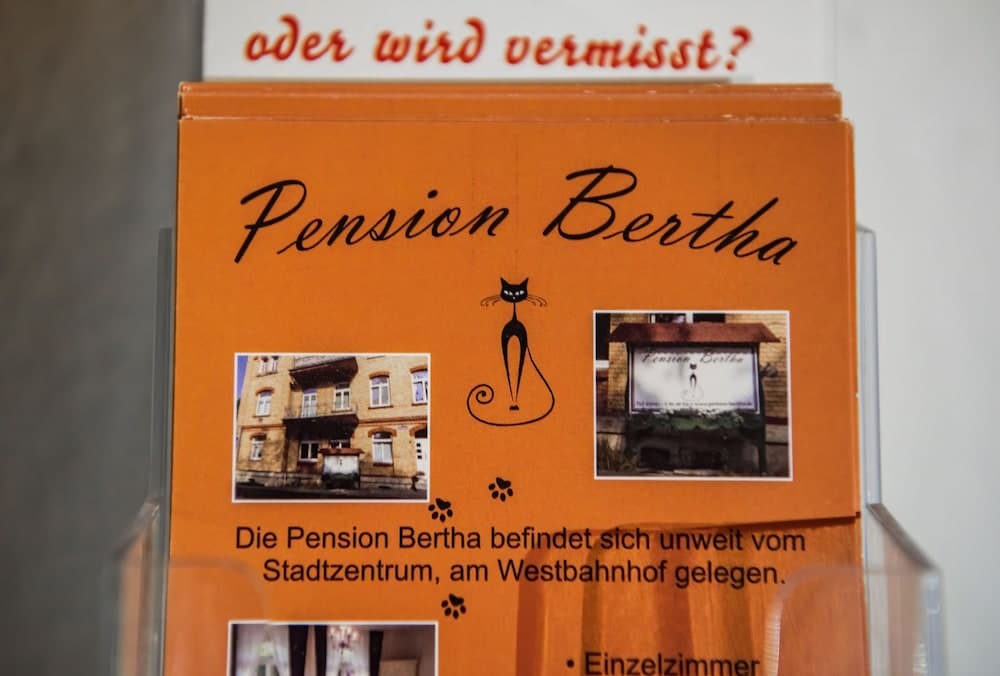 oder wird vermisst?
Pension Bertha
Pension Bertha
Die Pension Bertha befindet sich unweit vom
Stadtzentrum, am Westbahnhof gelegen.
• Einzelzimmer